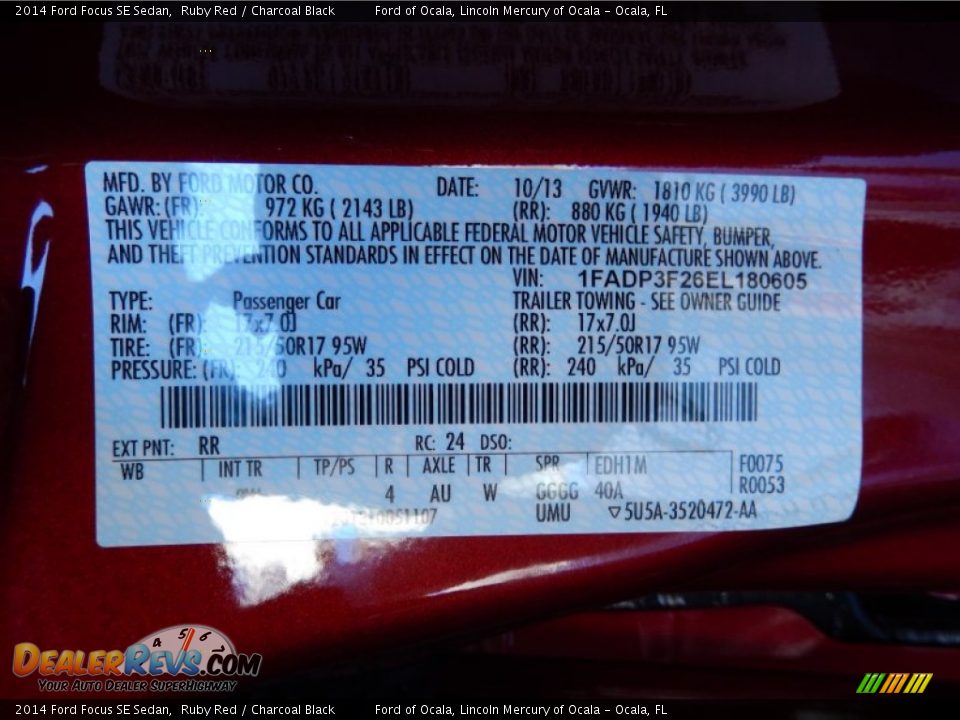 2014 Ford Focus SE Sedan, Ruby Red / Charcoal Black Ford of Ocala, Lincoln Mercury of Ocala - Ocala, FL
MFD. BY FORD MOTOR CO. DATE: 10/13 GVWR: 1810 KG ( 3990 LB)
GAWR: (FR): 972 KG ( 2143 LB) (RR): 880 KG ( 1940 LB)
THIS VEHICLE CONFORMS TO ALL APPLICABLE FEDERAL MOTOR VEHICLE SAFETY, BUMPER,
AND THEFT PREVENTION STANDARDS IN EFFECT ON THE DATE OF MANUFACTURE SHOWN ABOVE.
VIN: 1FADP3F26EL180605
TYPE: Passenger Car TRAILER TOWING - SEE OWNER GUIDE
RIM: (FR): 17x7.0J (RR): 17x7.0J
TIRE: (FR): 215/50R17 95W (RR): 215/50R17 95W
PRESSURE: (FR): 240 kPa/ 35 PSI COLD (RR): 240 kPa/ 35 PSI COLD
EXT PNT: RR RC: 24 DSO:
WB INT TR TP/PS R AXLE TR SPR EDH1M F0075
4 AU W GGGG 40A R0053
UMU ▽5U5A-3520472-AA
4 5 6
DEALERREVS.COM
Your Auto Dealer SuperHighway
2014 Ford Focus SE Sedan, Ruby Red / Charcoal Black Ford of Ocala, Lincoln Mercury of Ocala - Ocala, FL